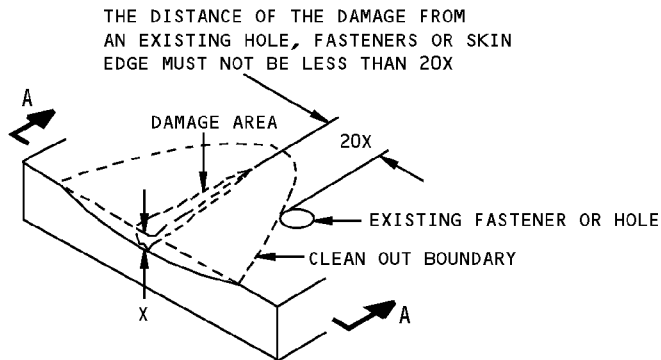 THE DISTANCE OF THE DAMAGE FROM
AN EXISTING HOLE, FASTENERS OR SKIN
EDGE MUST NOT BE LESS THAN 20X
A
DAMAGE AREA
20X
EXISTING FASTENER OR HOLE
CLEAN OUT BOUNDARY
X
A